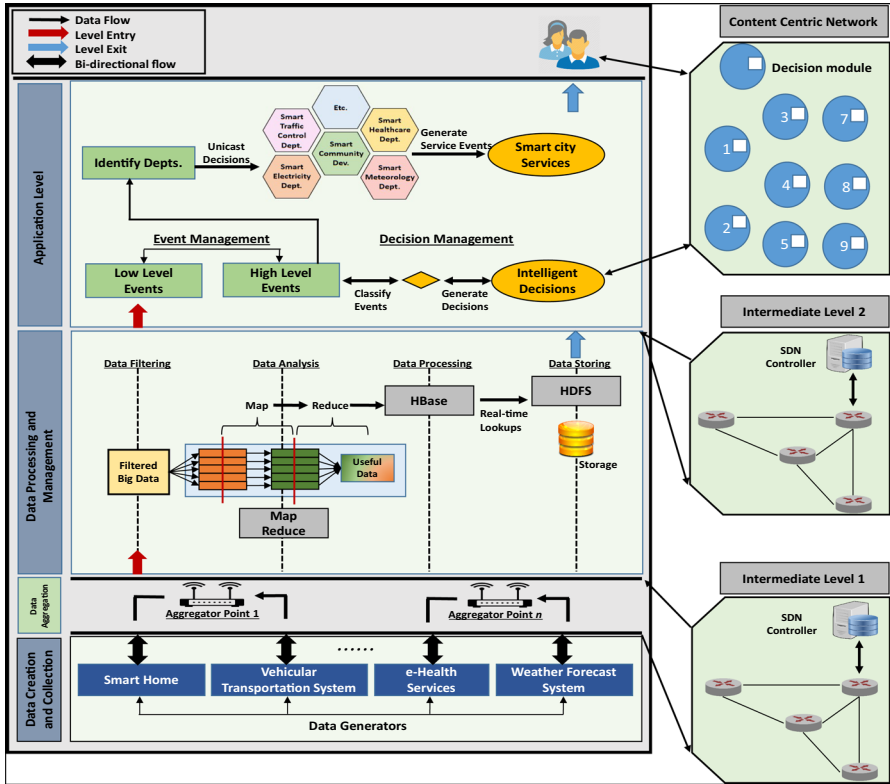 Data Flow
Level Entry
Level Exit
Bi-directional flow
Application Level
Identify Depts.
Unicast
Decisions
Etc.
Smart
Traffic
Control
Dept.
Smart
Healthcare
Dept.
Smart
Community
Dev.
Smart
Electricity
Dept.
Smart
Meteorology
Dept.
Generate
Service Events
Smart city
Services
Event Management
Decision Management
Low Level
Events
High Level
Events
Classify
Events
Generate
Decisions
Intelligent
Decisions
Data Processing and
Management
Data Filtering
Data Analysis
Data Processing
Data Storing
Map
Reduce
HBase
Real-time
Lookups
HDFS
Storage
Filtered
Big Data
Useful
Data
Map
Reduce
Data
Aggregation
Aggregator Point 1
Aggregator Point n
Data Creation
and Collection
......
Smart Home
Vehicular
Transportation System
e-Health
Services
Weather Forecast
System
Data Generators
Content Centric Network
Decision module
3
7
1
4
8
2
5
9
Intermediate Level 2
SDN
Controller
Intermediate Level 1
SDN
Controller